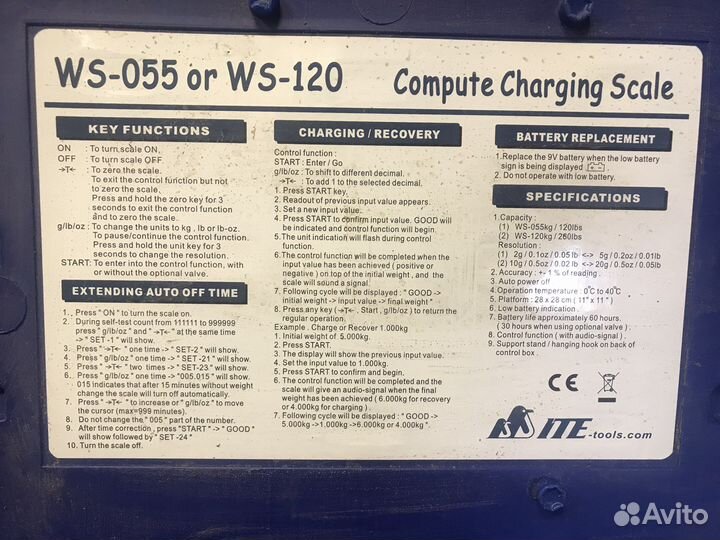 WS-055 or WS-120 Compute Charging Scale
KEY FUNCTIONS
ON : To turn scale ON.
OFF : To turn scale OFF.
→T← : To zero the scale.
To exit the control function but not
to zero the scale.
Press and hold the zero key for 3
seconds to exit the control function
and to zero the scale.
g/lb/oz : To change the units to kg , lb or lb-oz.
To pause/continue the control function.
Press and hold the unit key for 3
seconds to change the resolution.
START: To enter into the control function, with
or without the optional valve.
EXTENDING AUTO OFF TIME
1. Press "ON" to turn the scale on.
2. During self-test count from 111111 to 999999
press "g/lb/oz" and " →T← " at the same time
-> "SET -1" will show.
3. Press " →T← " one time -> "SET-2" will show.
4. Press "g/lb/oz" one time -> "SET -21" will show.
5. Press " →T← " two times -> "SET-23" will show.
6. Press "g/lb/oz" one time -> "005.015" will show.
015 indicates that after 15 minutes without weight
change the scale will turn off automatically.
7. Press " →T← " to increase or "g/lb/oz" to move
the cursor (max=999 minutes).
8. Do not change the "005" part of the number.
9. After time correction, press "START" -> "GOOD"
will show followed by "SET -24"
10. Turn the scale off.
CHARGING / RECOVERY
Control function :
START : Enter / Go
g/lb/oz : To shift to different decimal.
→T← : To add 1 to the selected decimal.
1. Press START key.
2. Readout of previous input value appears.
3. Set a new input value.
4. Press START to confirm input value. GOOD will
be indicated and control function will begin.
5. The unit indication will flash during control
function.
6.The control function will be completed when the
input value has been achieved ( positive or
negative ) on top of the initial weight, and the
scale will sound a signal.
7. Following cycle will be displayed : "GOOD ->
initial weight -> input value -> final weight"
8. Press any key ( →T← , Start , g/lb/oz ) to return the
regular operation.
Example : Charge or Recover 1.000kg
1. Initial weight of 5.000kg.
2. Press START.
3. The display will show the previous input value.
4. Set the input value to 1.000kg.
5. Press START to confirm and begin.
6. The control function will be completed and the
scale will give an audio-signal when the final
weight has been achieved ( 6.000kg for recovery
or 4.000kg for charging ).
7. Following cycle will be displayed : " GOOD ->
5.000kg ->1.000kg ->6.000kg or 4.000kg "
BATTERY REPLACEMENT
1.Replace the 9V battery when the low battery
sign is being displayed
2. Do not operate with low battery.
SPECIFICATIONS
1.Capacity :
(1) WS-055kg / 120lbs
(2) WS-120kg / 260lbs
Resolution :
(1) 2g / 0.1oz / 0.05 lb <-> 5g / 0.2oz / 0.01lb
(2) 10g / 0.5oz / 0.02 lb <-> 20g / 0.5oz / 0.05lb
2. Accuracy : +- 1 % of reading .
3. Auto power off
4. Operation temperature : 0°C to 40°C
5. Platform : 28 x 28 cm ( 11" x 11" )
6. Low battery indication .
7. Battery life approximately 60 hours.
( 30 hours when using optional valve ) .
8. Control function ( with audio-signal ) .
9. Support stand / hanging hook on back of
control box .
CE
ITE-tools.com
Avito